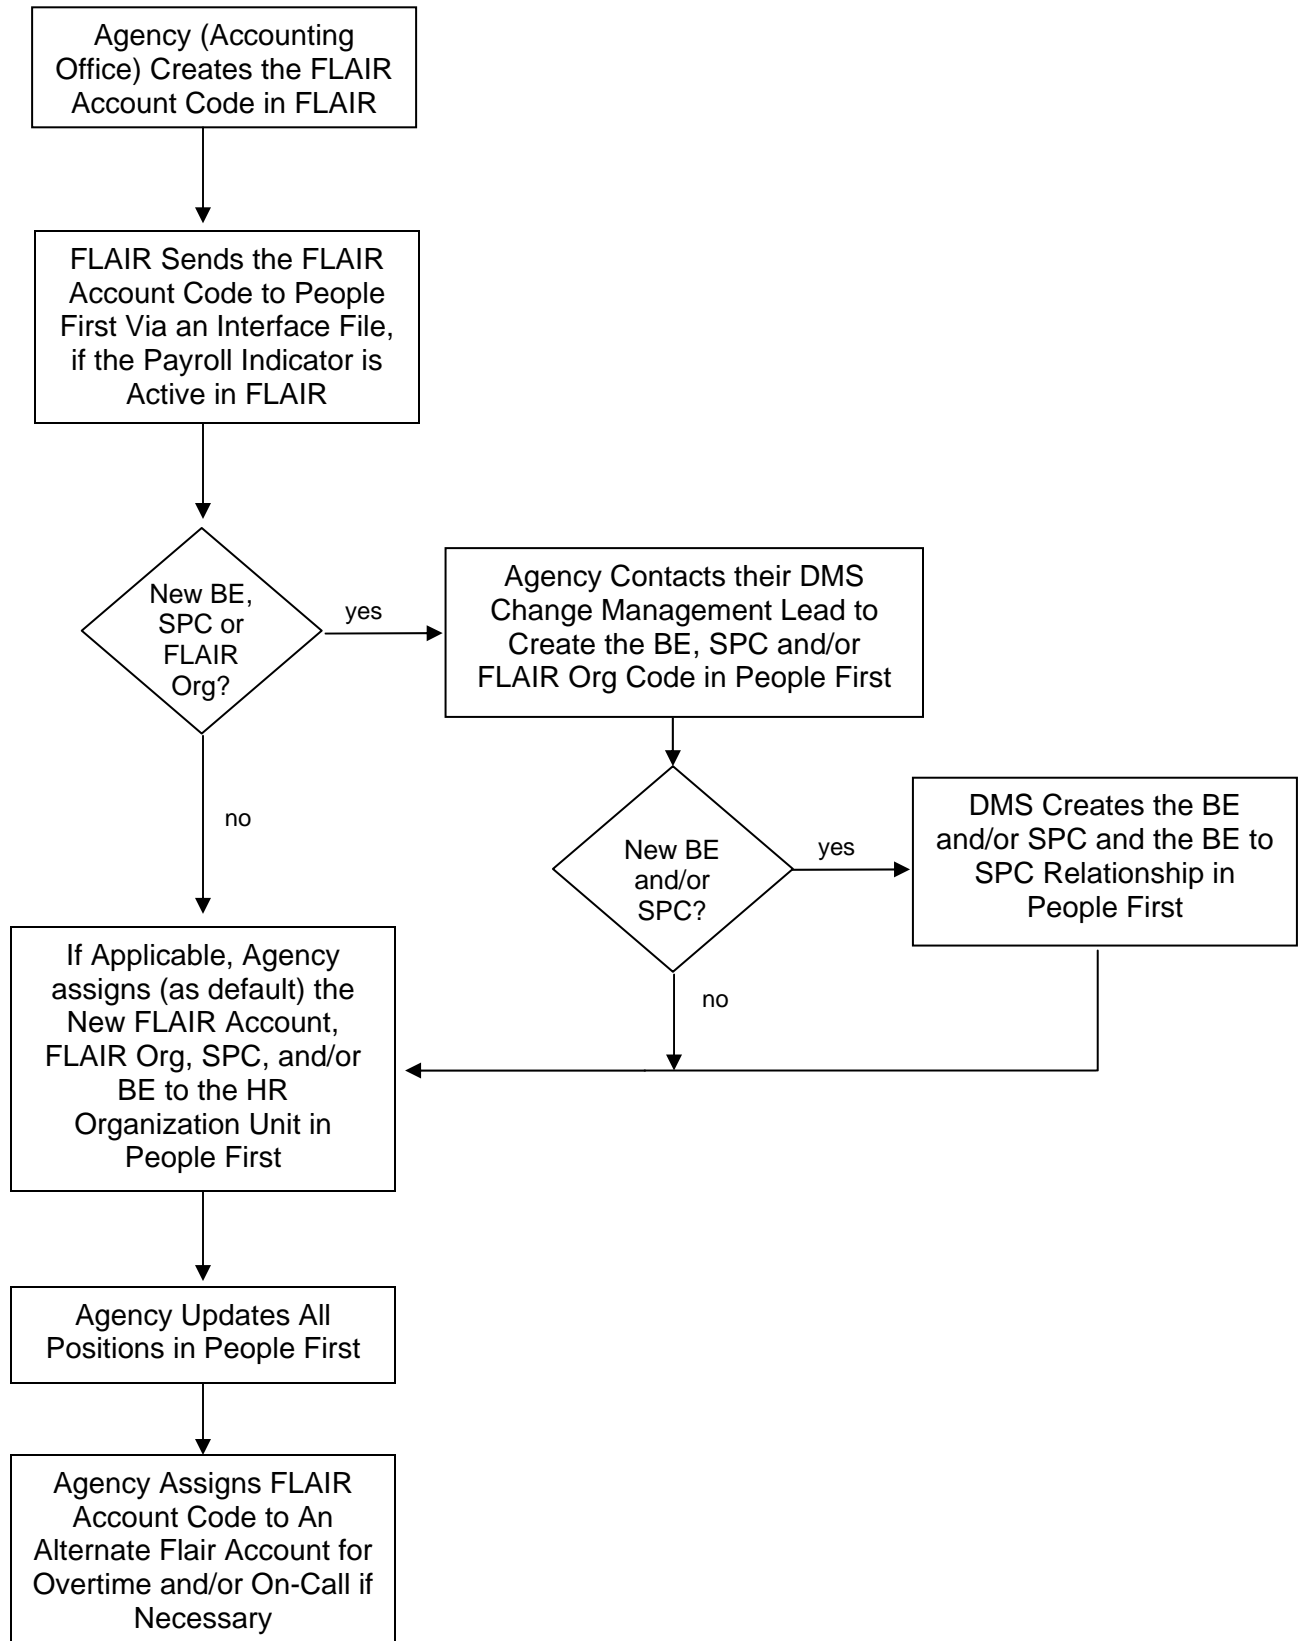 Agency (Accounting
Office) Creates the FLAIR
Account Code in FLAIR
FLAIR Sends the FLAIR
Account Code to People
First Via an Interface File,
if the Payroll Indicator is
Active in FLAIR
New BE,
SPC or
FLAIR
Org?
yes
Agency Contacts their DMS
Change Management Lead to
Create the BE, SPC and/or
FLAIR Org Code in People First
no
New BE
and/or
SPC?
yes
DMS Creates the BE
and/or SPC and the BE to
SPC Relationship in
People First
no
If Applicable, Agency
assigns (as default) the
New FLAIR Account,
FLAIR Org, SPC, and/or
BE to the HR
Organization Unit in
People First
Agency Updates All
Positions in People First
Agency Assigns FLAIR
Account Code to An
Alternate Flair Account for
Overtime and/or On-Call if
Necessary